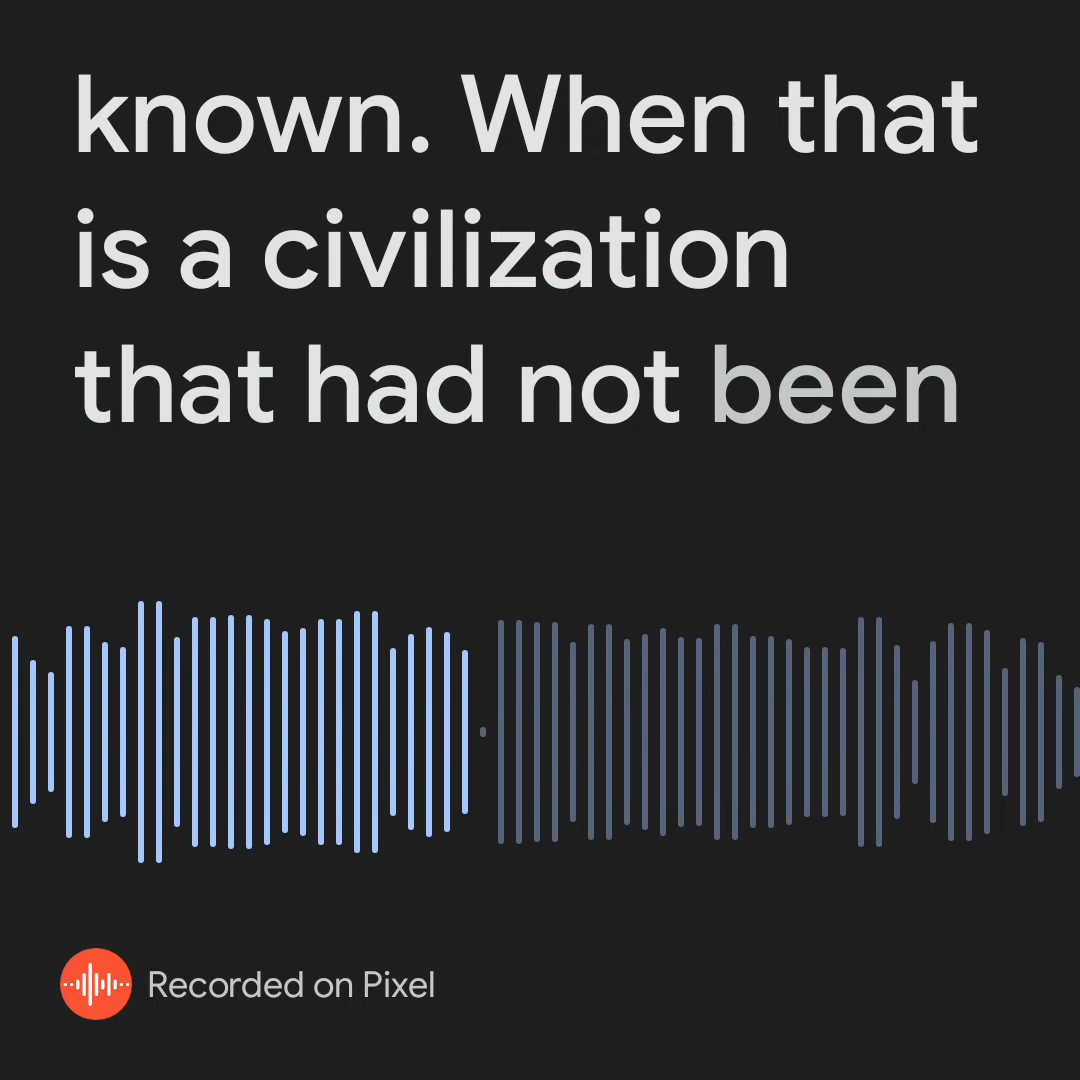 known. When that
is a civilization
that had not been
Recorded on Pixel